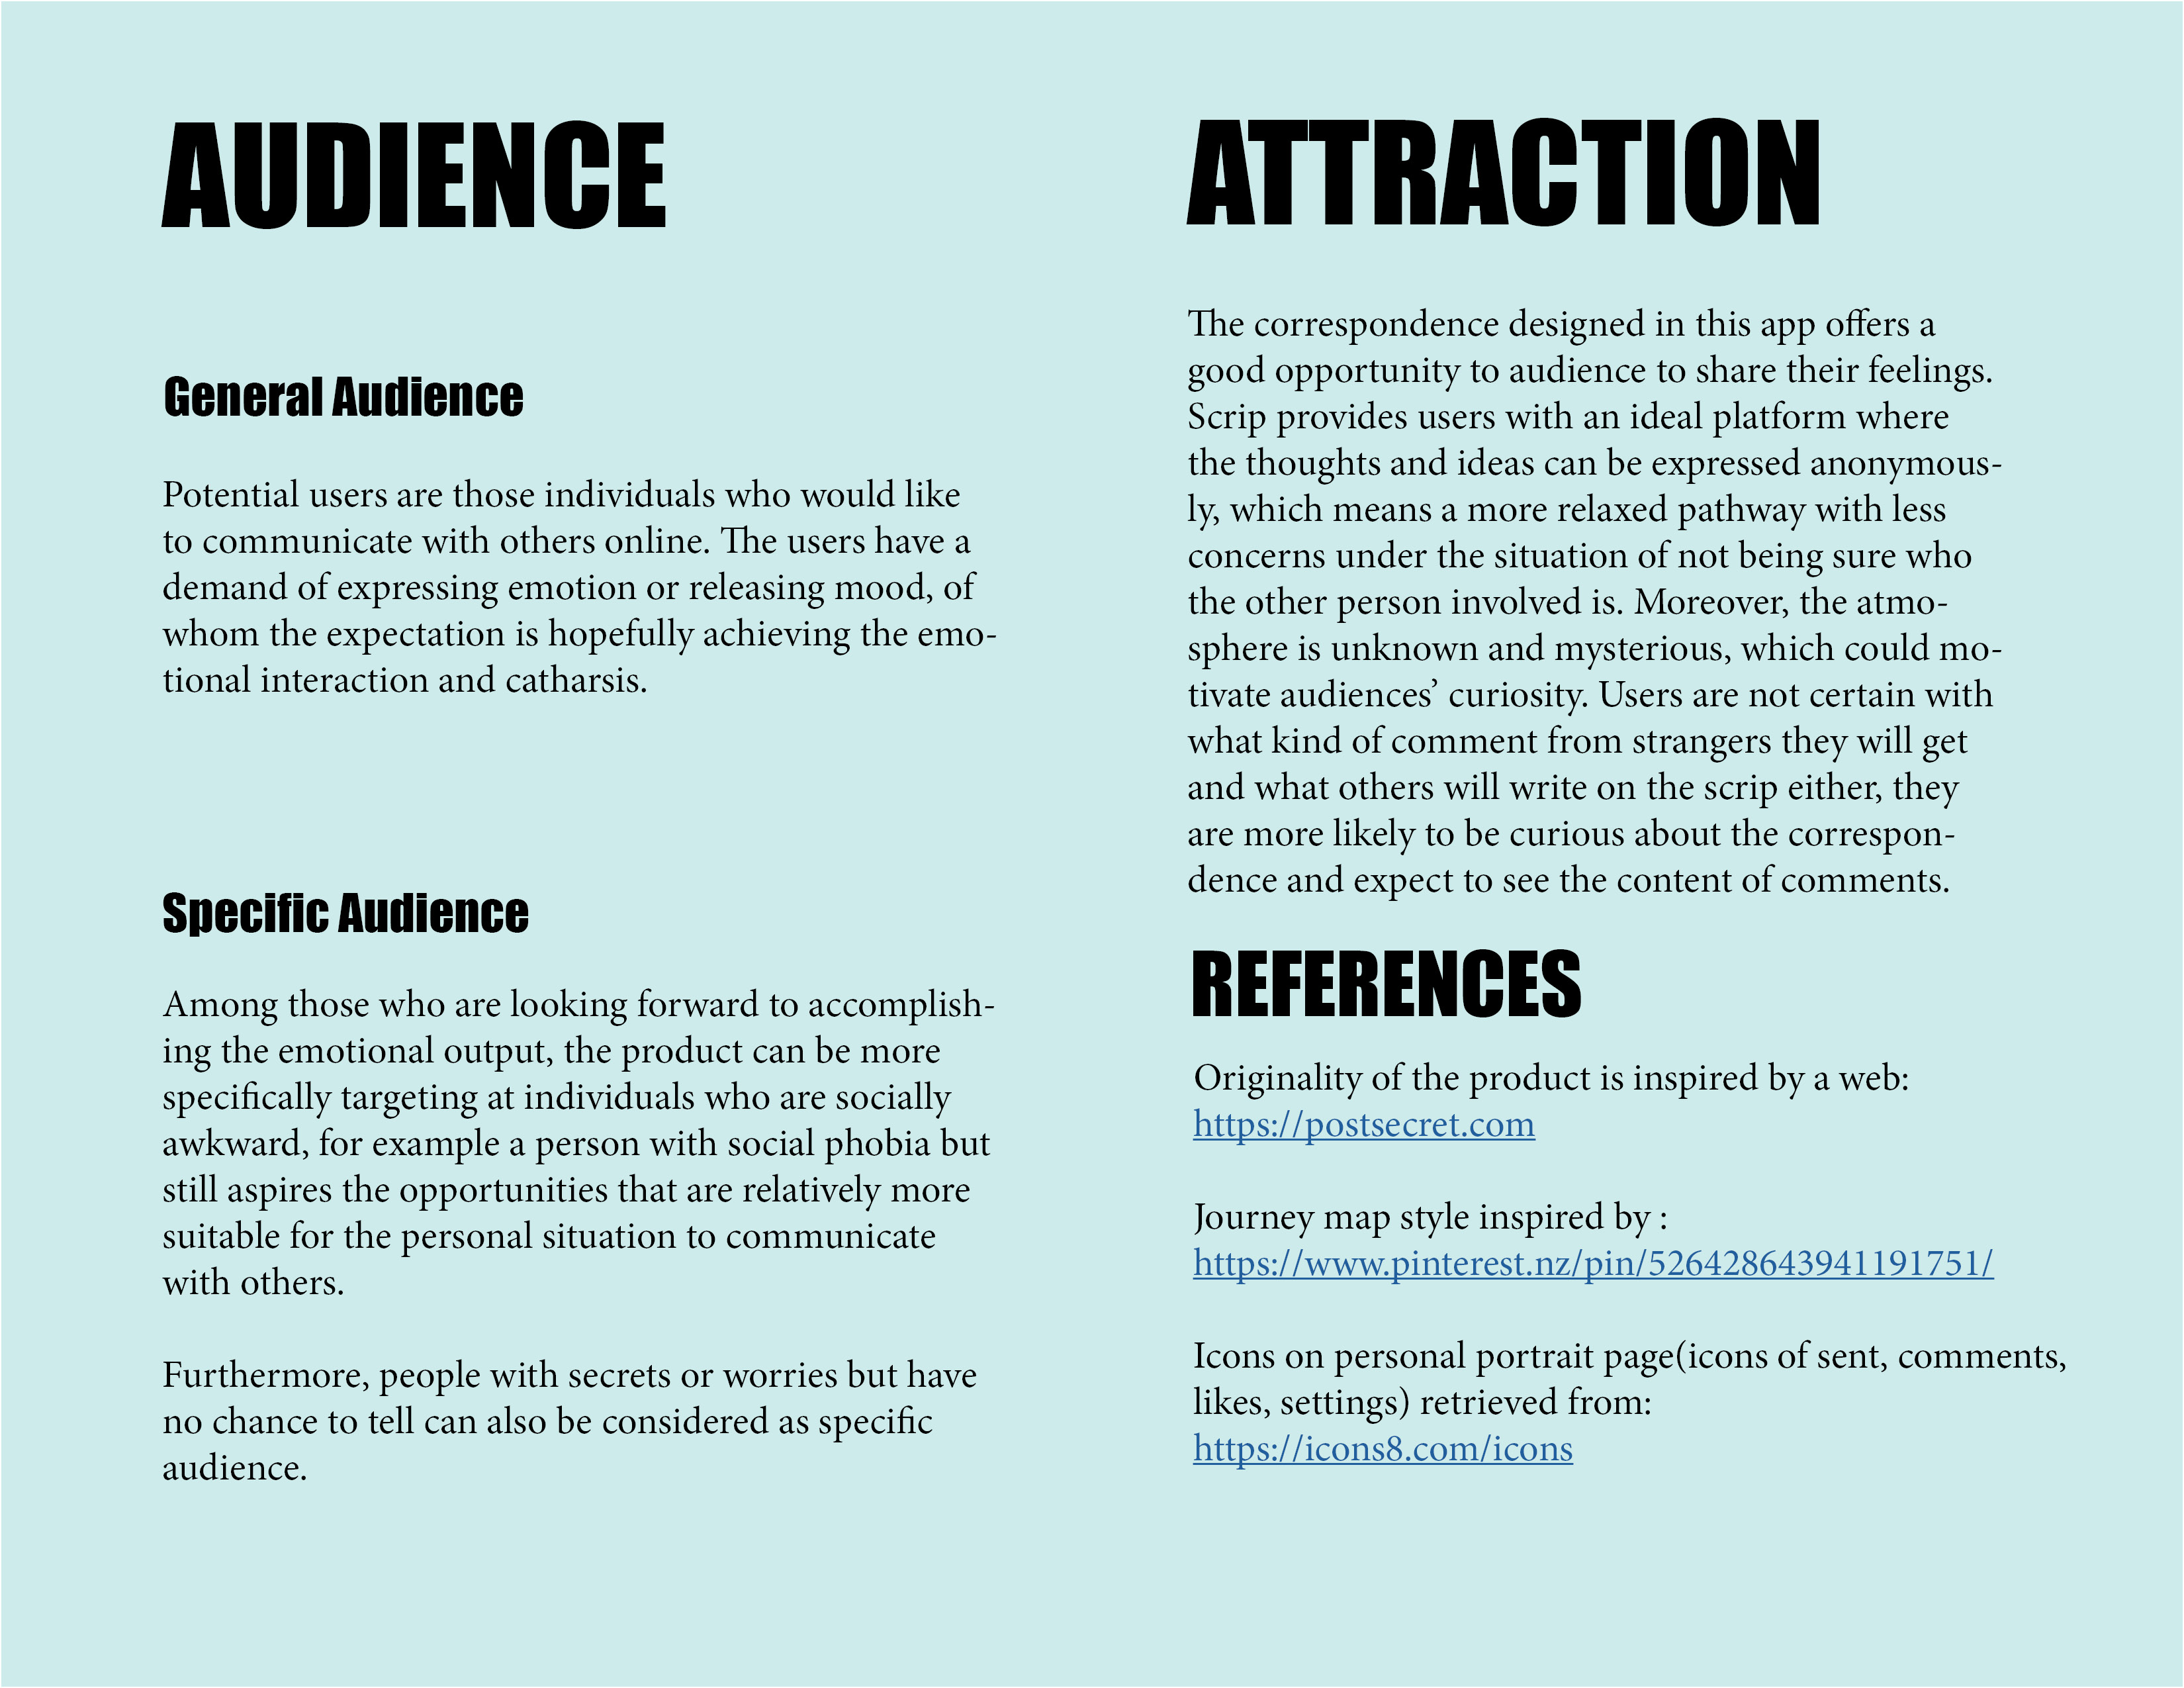 AUDIENCE
General Audience
Potential users are those individuals who would like
to communicate with others online. The users have a
demand of expressing emotion or releasing mood, of
whom the expectation is hopefully achieving the emo-
tional interaction and catharsis.
Specific Audience
Among those who are looking forward to accomplish-
ing the emotional output, the product can be more
specifically targeting at individuals who are socially
awkward, for example a person with social phobia but
still aspires the opportunities that are relatively more
suitable for the personal situation to communicate
with others.
Furthermore, people with secrets or worries but have
no chance to tell can also be considered as specific
audience.
ATTRACTION
The correspondence designed in this app offers a
good opportunity to audience to share their feelings.
Scrip provides users with an ideal platform where
the thoughts and ideas can be expressed anonymous-
ly, which means a more relaxed pathway with less
concerns under the situation of not being sure who
the other person involved is. Moreover, the atmo-
sphere is unknown and mysterious, which could mo-
tivate audiences’ curiosity. Users are not certain with
what kind of comment from strangers they will get
and what others will write on the scrip either, they
are more likely to be curious about the correspon-
dence and expect to see the content of comments.
REFERENCES
Originality of the product is inspired by a web:
https://postsecret.com
Journey map style inspired by :
https://www.pinterest.nz/pin/526428643941191751/
Icons on personal portrait page(icons of sent, comments,
likes, settings) retrieved from:
https://icons8.com/icons